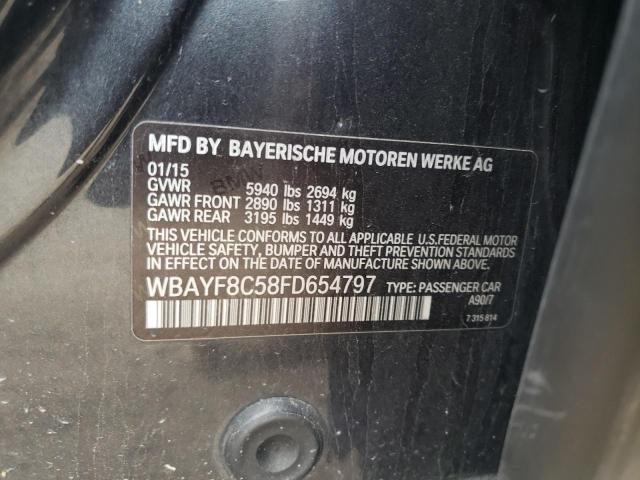 MFD BY BAYERISCHE MOTOREN WERKE AG
01/15
GVWR 5940 lbs 2694 kg
GAWR FRONT 2890 lbs 1311 kg
GAWR REAR 3195 lbs 1449 kg
THIS VEHICLE CONFORMS TO ALL APPLICABLE U.S.FEDERAL MOTOR
VEHICLE SAFETY, BUMPER AND THEFT PREVENTION STANDARDS
IN EFFECT ON THE DATE OF MANUFACTURE SHOWN ABOVE.
WBAYF8C58FD654797 TYPE: PASSENGER CAR
A90/7
7 315 814